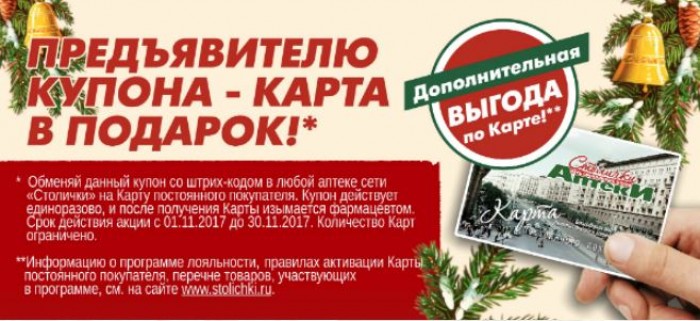 ПРЕДЪЯВИТЕЛЮ
КУПОНА - КАРТА
В ПОДАРОК!*
Дополнительная
ВЫГОДА
по Карте!**
* Обменяй данный купон со штрих-кодом в любой аптеке сети
«Столички» на Карту постоянного покупателя. Купон действует
единоразово, и после получения Карты изымается фармацевтом.
Срок действия акции с 01.11.2017 до 30.11.2017. Количество Карт
ограничено.
**Информацию о программе лояльности, правилах активации Карты
постоянного покупателя, перечне товаров, участвующих
в программе, см. на сайте www.stolichki.ru.
Столички
Аптеки
Карта